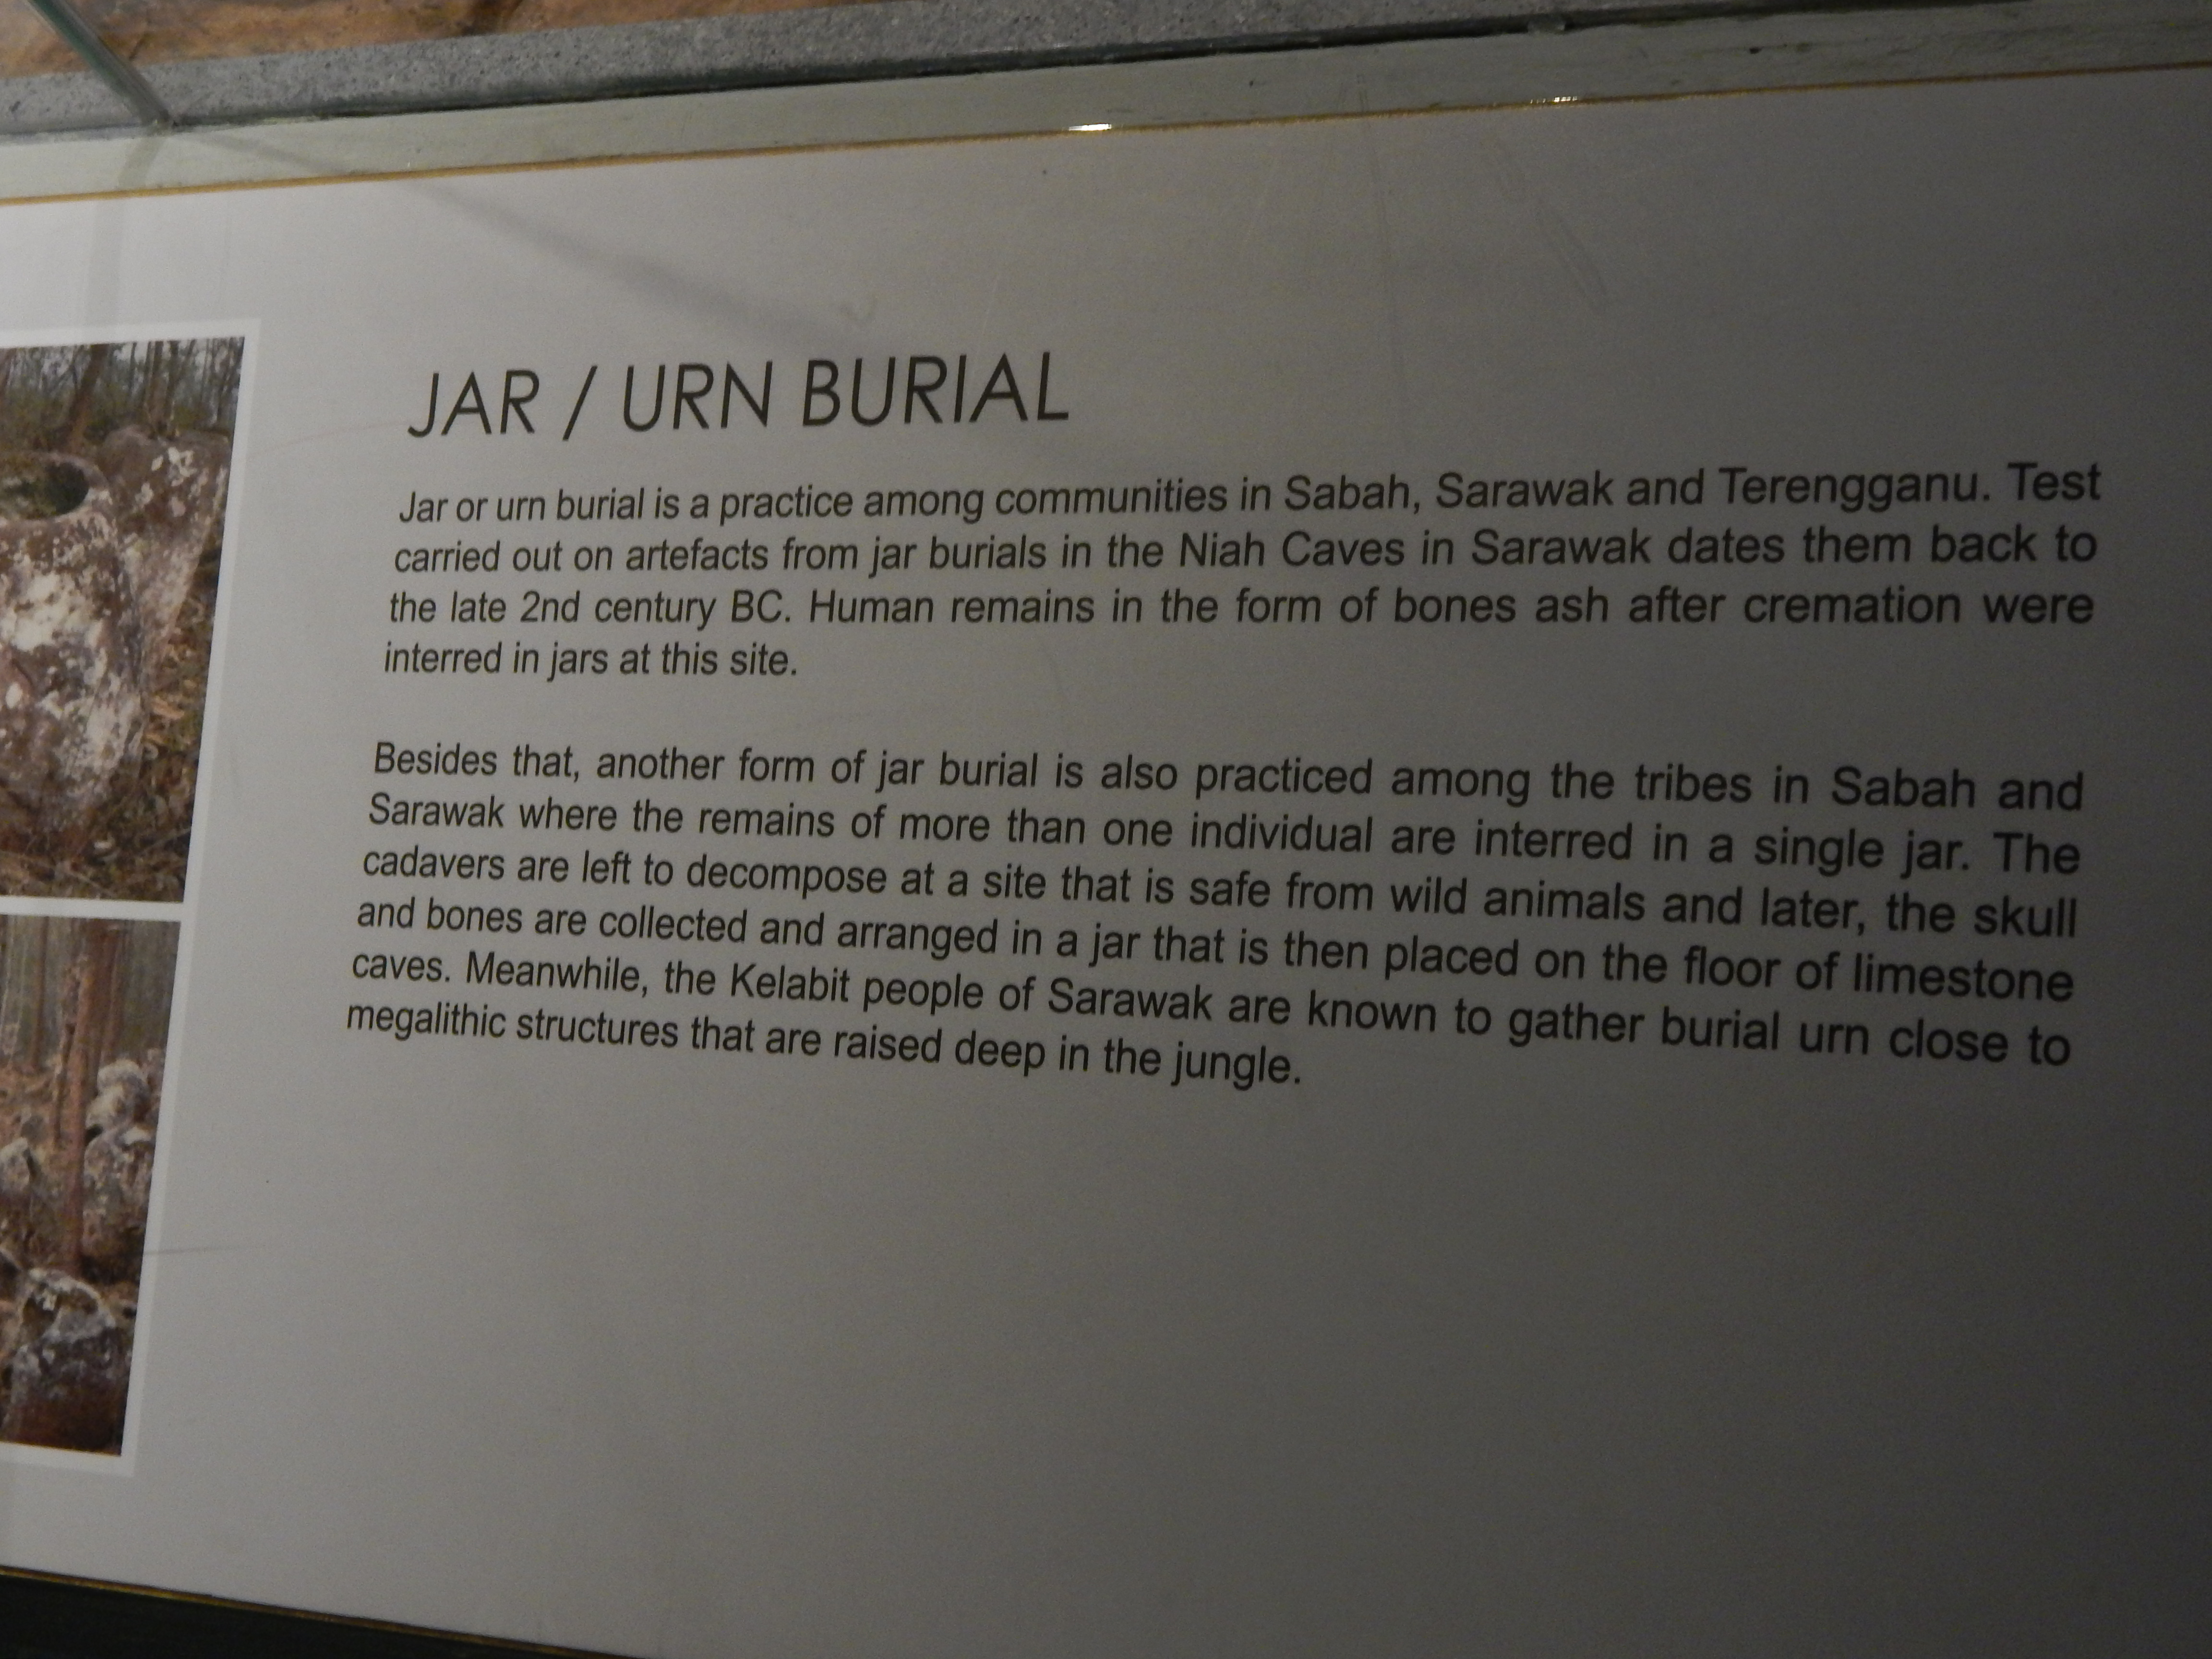 JAR / URN BURIAL
Jar or urn burial is a practice among communities in Sabah, Sarawak and Terengganu. Test
carried out on artefacts from jar burials in the Niah Caves in Sarawak dates them back to
the late 2nd century BC. Human remains in the form of bones ash after cremation were
interred in jars at this site.
Besides that, another form of jar burial is also practiced among the tribes in Sabah and
Sarawak where the remains of more than one individual are interred in a single jar. The
cadavers are left to decompose at a site that is safe from wild animals and later, the skull
and bones are collected and arranged in a jar that is then placed on the floor of limestone
caves. Meanwhile, the Kelabit people of Sarawak are known to gather burial urn close to
megalithic structures that are raised deep in the jungle.